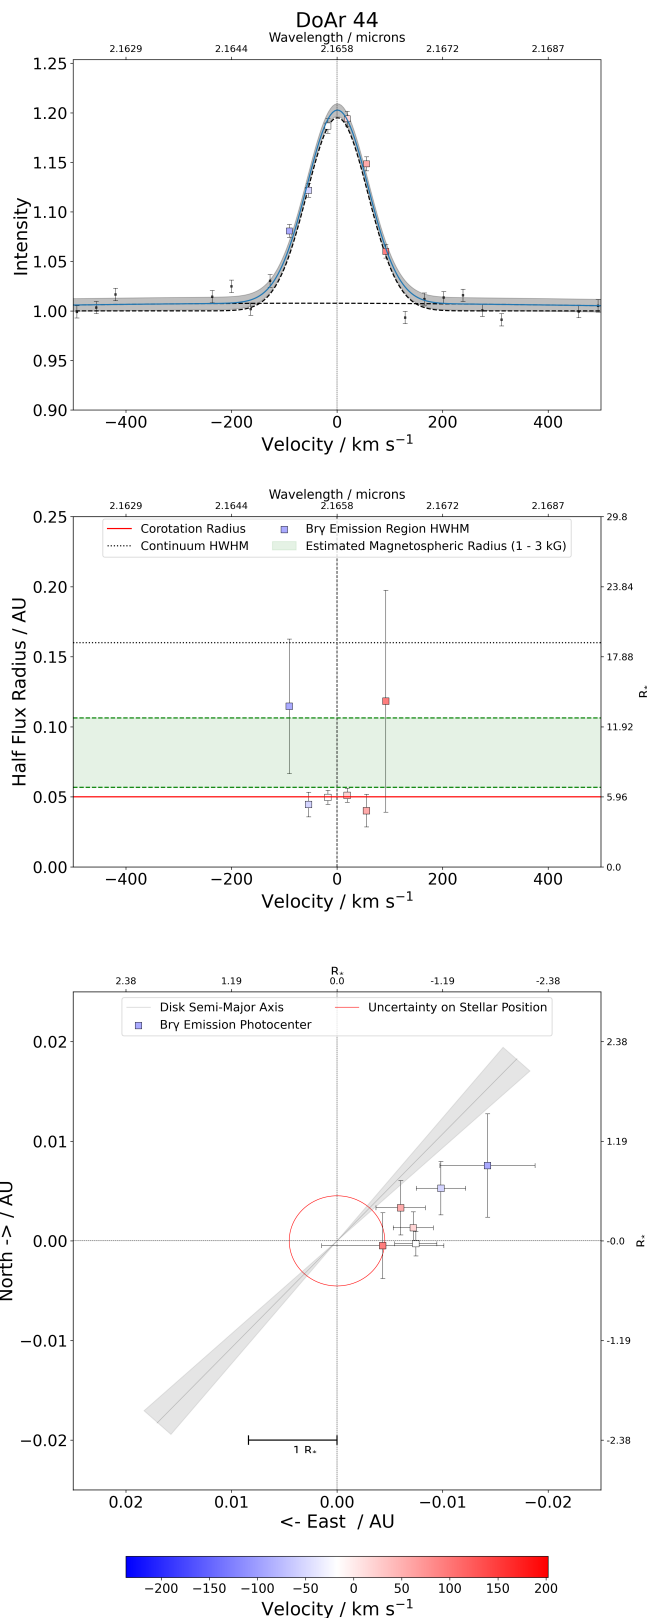 DoAr 44
Wavelength / microns
2.1629 2.1644 2.1658 2.1672 2.1687
1.25
1.20
1.15
1.10
1.05
1.00
0.95
0.90
Intensity
−400 −200 0 200 400
Velocity / km s⁻¹
Wavelength / microns
2.1629 2.1644 2.1658 2.1672 2.1687
Corotation Radius
Continuum HWHM
Brγ Emission Region HWHM
Estimated Magnetospheric Radius (1 - 3 kG)
0.25
0.20
0.15
0.10
0.05
0.00
Half Flux Radius / AU
29.8
23.84
17.88
11.92
5.96
0.0
R*
−400 −200 0 200 400
Velocity / km s⁻¹
R*
2.38 1.19 0.0 -1.19 -2.38
Disk Semi-Major Axis
Brγ Emission Photocenter
Uncertainty on Stellar Position
0.02
0.01
0.00
−0.01
−0.02
North -> / AU
2.38
1.19
-0.0
-1.19
-2.38
R*
1 R*
0.02 0.01 0.00 −0.01 −0.02
<- East / AU
−200 −150 −100 −50 0 50 100 150 200
Velocity / km s⁻¹